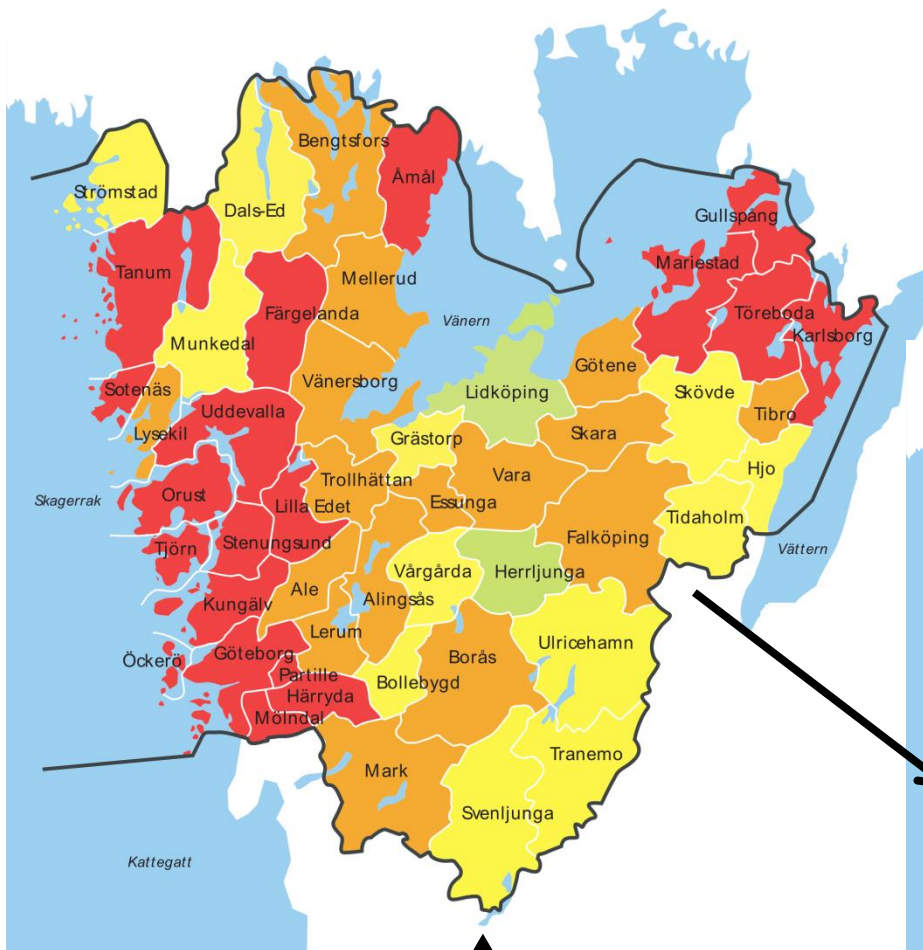 Bengtsfors
Åmål
Strömstad
Dals-Ed
Gullspång
Mariestad
Tanum
Mellerud
Färgelanda
Vänern
Töreboda
Karlsborg
Munkedal
Götene
Vänersborg
Sotenäs
Lidköping
Skövde
Uddevalla
Tibro
Lysekil
Grästorp
Skara
Hjo
Trollhättan
Vara
Skagerrak
Orust
Lilla
Edet
Essunga
Tidaholm
Stenungsund
Falköping
Tjörn
Vårgårda
Herrljunga
Vättern
Ale
Alingsås
Kungälv
Lerum
Ulricehamn
Öckerö
Göteborg
Borås
Partille
Bollebygd
Härryda
Mölndal
Tranemo
Mark
Svenljunga
Kattegatt